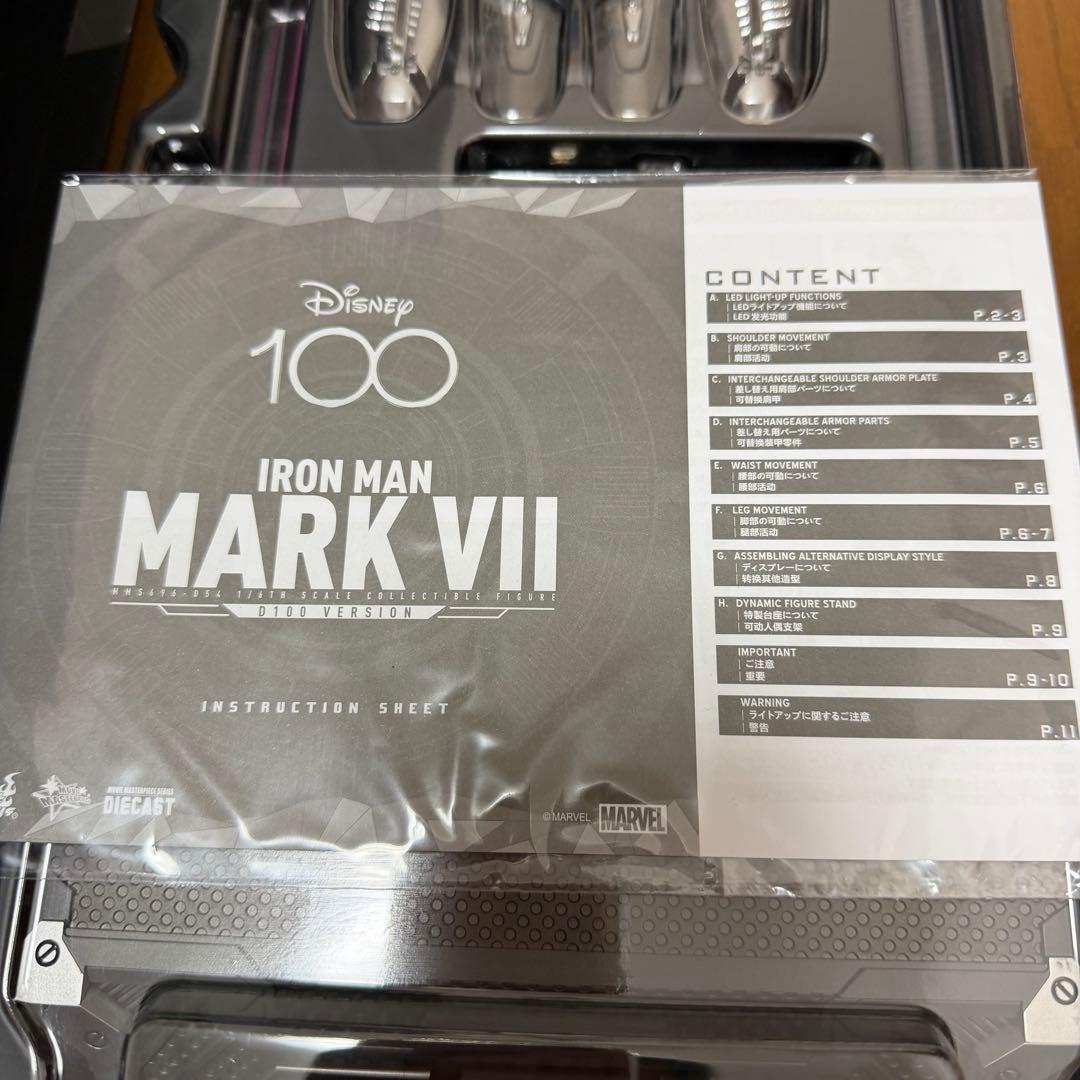 Disney
100
IRON MAN
MARK VII
MMS696-D54 1/6TH SCALE COLLECTIBLE FIGURE
D100 VERSION
INSTRUCTION SHEET
MOVIE MASTERPIECE SERIES
DIECAST
©MARVEL
MARVEL
CONTENT
A. LED LIGHT-UP FUNCTIONS
LEDライトアップ機能について
LED 发光功能
P.2-3
B. SHOULDER MOVEMENT
肩部の可動について
肩部活动
P.3
C. INTERCHANGEABLE SHOULDER ARMOR PLATE
差し替え用肩部パーツについて
可替换肩甲
P.4
D. INTERCHANGEABLE ARMOR PARTS
差し替え用パーツについて
可替换装甲零件
P.5
E. WAIST MOVEMENT
腰部の可動について
腰部活动
P.6
F. LEG MOVEMENT
脚部の可動について
腿部活动
P.6-7
G. ASSEMBLING ALTERNATIVE DISPLAY STYLE
ディスプレーについて
转换其他造型
P.8
H. DYNAMIC FIGURE STAND
特製台座について
可动人偶支架
P.9
IMPORTANT
ご注意
重要
P.9-10
WARNING
ライトアップに関するご注意
警告
P.11